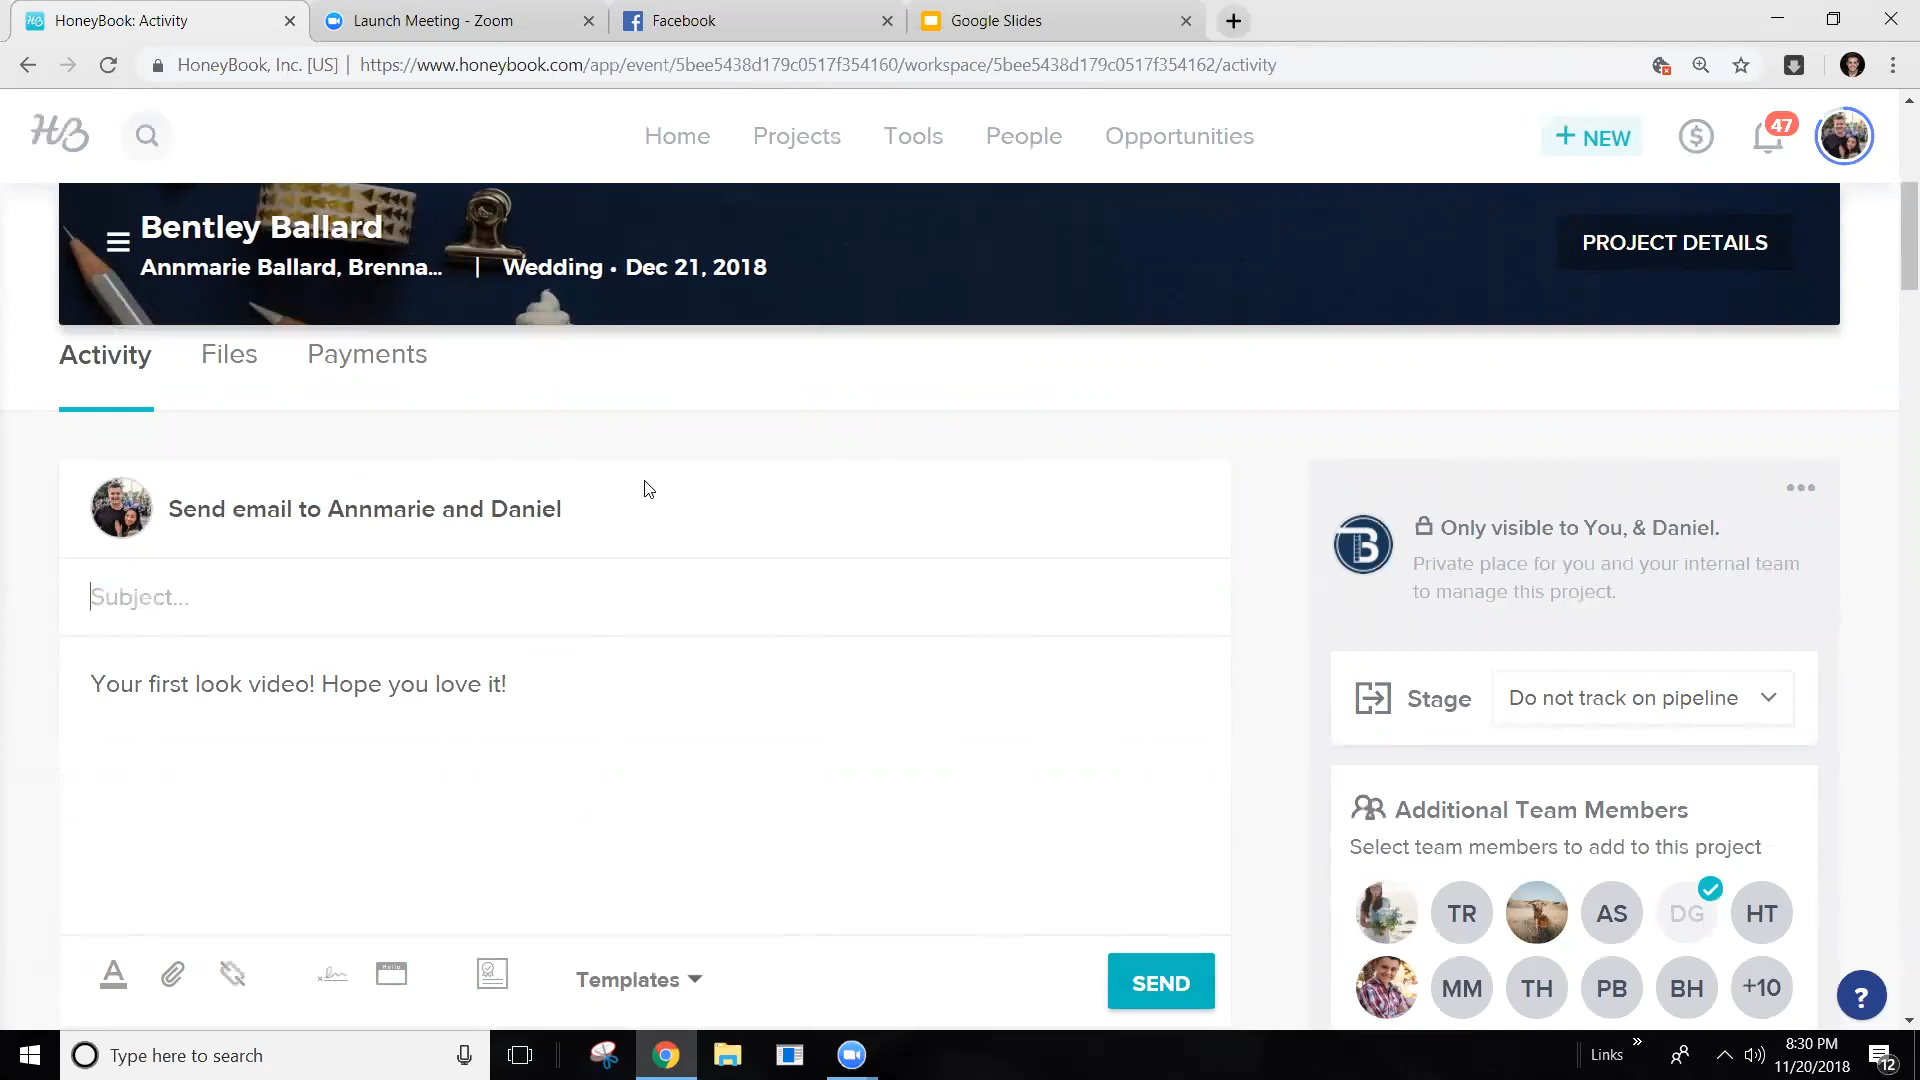 HoneyBook: Activity
Launch Meeting - Zoom
Facebook
Google Slides
HoneyBook, Inc. [US] | https://www.honeybook.com/app/event/5bee5438d179c0517f354160/workspace/5bee5438d179c0517f354162/activity
HB
Home
Projects
Tools
People
Opportunities
+ NEW
47
Bentley Ballard
Annmarie Ballard, Brenna... | Wedding • Dec 21, 2018
PROJECT DETAILS
Activity
Files
Payments
Send email to Annmarie and Daniel
Subject...
Your first look video! Hope you love it!
Templates
SEND
Only visible to You, & Daniel.
Private place for you and your internal team
to manage this project.
Stage
Do not track on pipeline
Additional Team Members
Select team members to add to this project
TR
AS
DG
HT
MM
TH
PB
BH
+10
?
Type here to search
Links
8:30 PM
11/20/2018
12